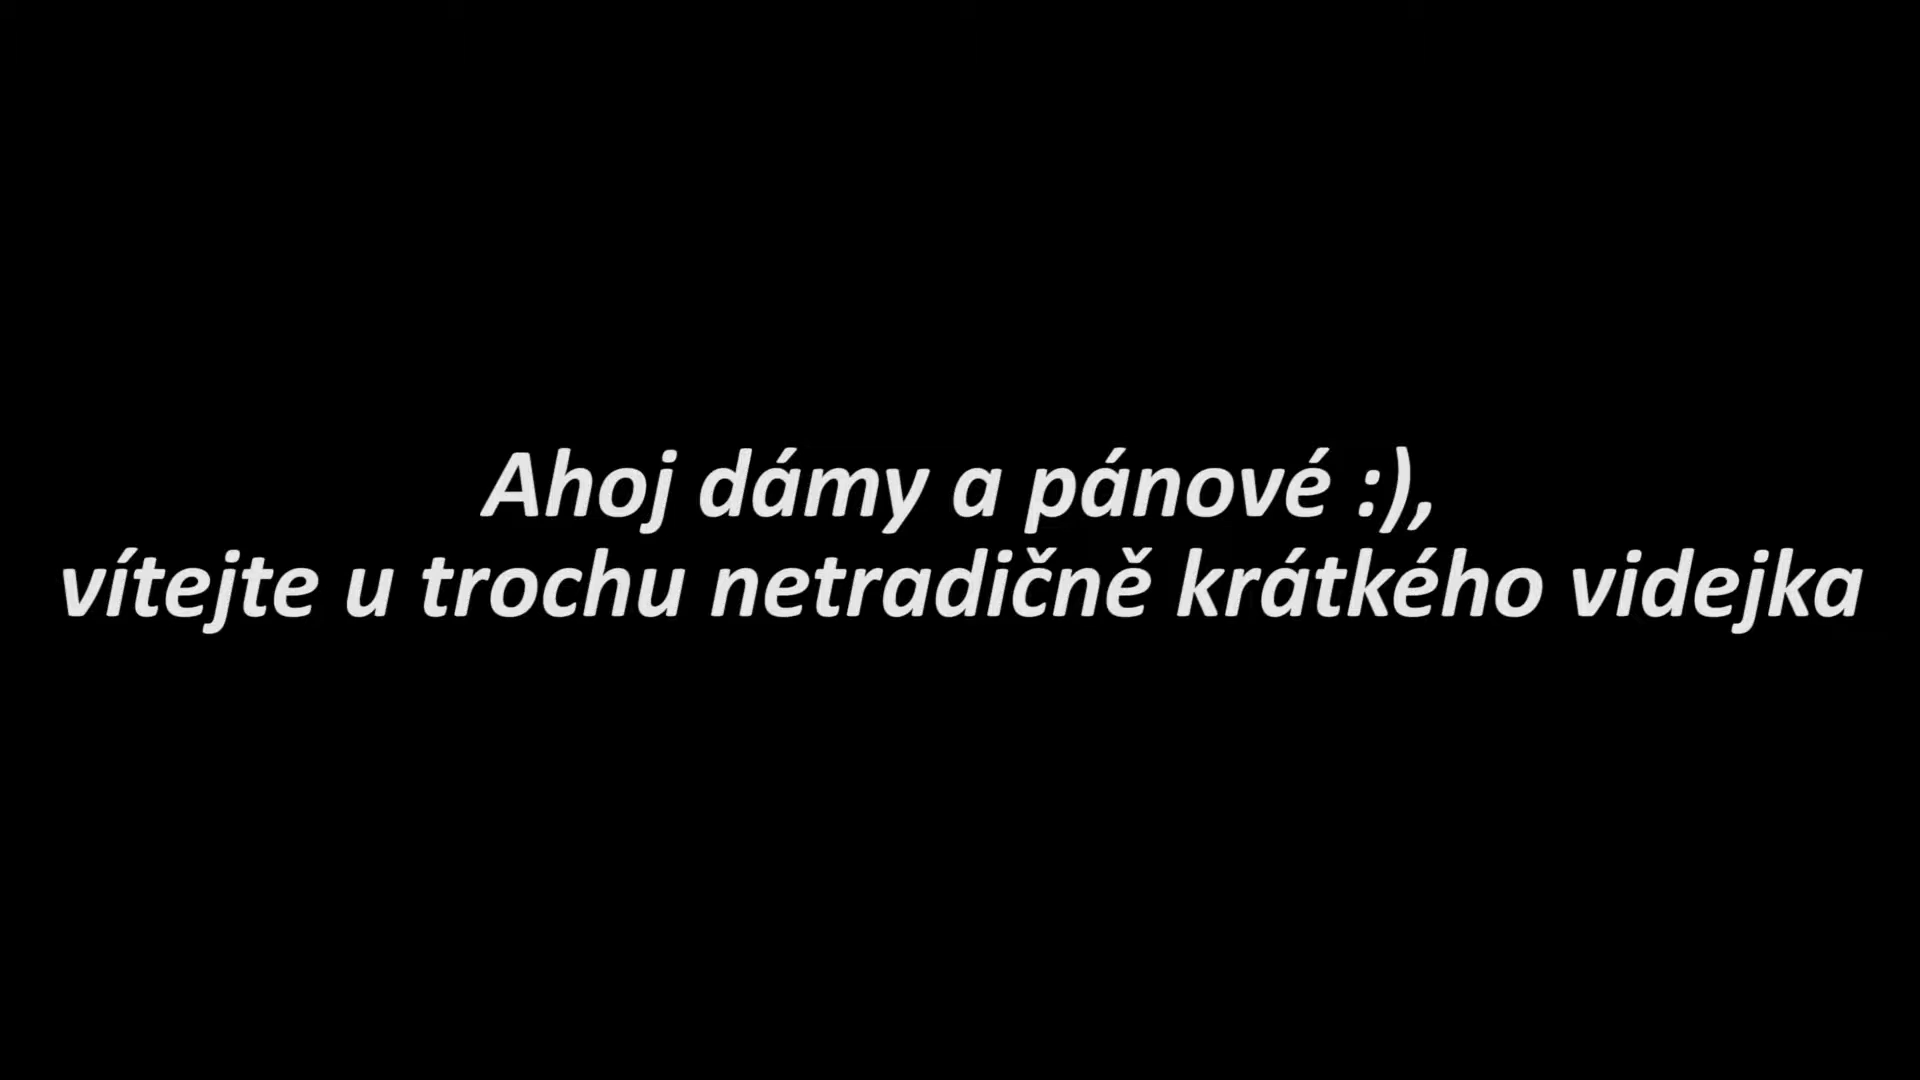 Ahoj dámy a pánové :),
vítejte u trochu netradičně krátkého videjka